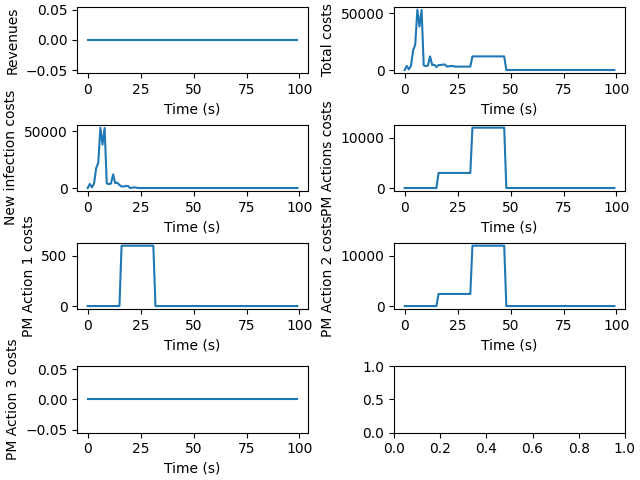 Revenues
0.05
0.00
−0.05
0 25 50 75 100
Time (s)
Total costs
50000
0
0 25 50 75 100
Time (s)
New infection costs
50000
0
0 25 50 75 100
Time (s)
PM Actions costs
10000
0
0 25 50 75 100
Time (s)
PM Action 1 costs
500
0
0 25 50 75 100
Time (s)
PM Action 2 costs
10000
0
0 25 50 75 100
Time (s)
PM Action 3 costs
0.05
0.00
−0.05
0 25 50 75 100
Time (s)
1.0
0.5
0.0
0.0 0.2 0.4 0.6 0.8 1.0